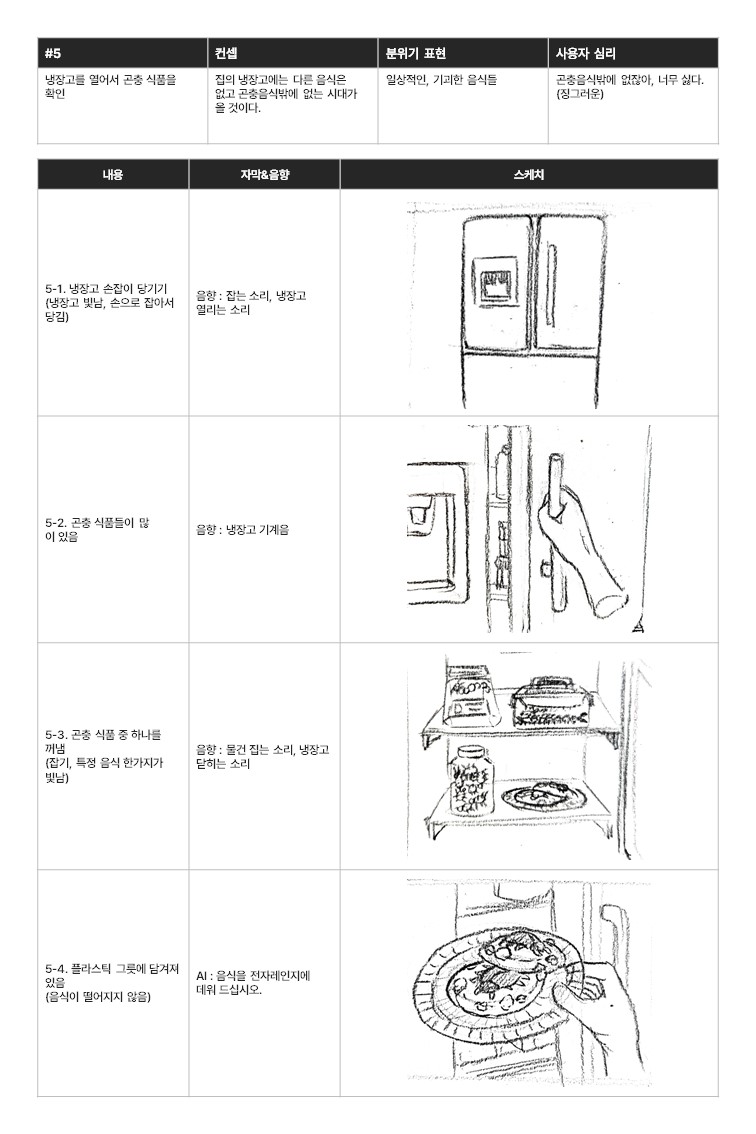 #5
컨셉
분위기 표현
사용자 심리
냉장고를 열어서 곤충 식품을
확인
집의 냉장고에는 다른 음식은
없고 곤충음식밖에 없는 시대가
올 것이다.
일상적인, 기괴한 음식들
곤충음식밖에 없잖아, 너무 싫다.
(징그러운)
내용
자막&음향
스케치
5-1. 냉장고 손잡이 당기기
(냉장고 빛남, 손으로 잡아서
당김)
음향 : 잡는 소리, 냉장고
열리는 소리
5-2. 곤충 식품들이 많
이 있음
음향 : 냉장고 기계음
5-3. 곤충 식품 중 하나를
꺼냄
(잡기, 특정 음식 한가지가
빛남)
음향 : 물건 집는 소리, 냉장고
닫히는 소리
5-4. 플라스틱 그릇에 담겨져
있음
(음식이 떨어지지 않음)
AI : 음식을 전자레인지에
데워 드십시오.